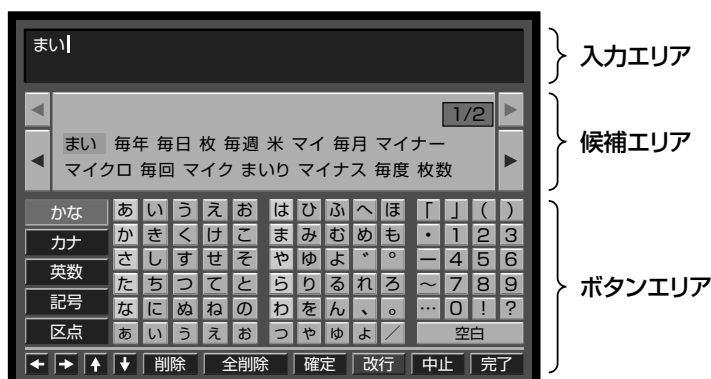 まい
入力エリア
1/2
まい 毎年 毎日 枚 毎週 米 マイ 毎月 マイナー
マイクロ 毎回 マイク まいり マイナス 毎度 枚数
候補エリア
かな あ い う え お は ひ ふ へ ほ 「 」 ( )
カナ か き く け こ ま み む め も ・ 1 2 3
英数 さ し す せ そ や ゆ よ ゛ ゜ ー 4 5 6
記号 た ち つ て と ら り る れ ろ ～ 7 8 9
区点 な に ぬ ね の わ を ん 、 。 … 0 ! ?
ぁ ぃ ぅ ぇ ぉ っ ゃ ゅ ょ ／ 空白
ボタンエリア
← → ↑ ↓ 削除 全削除 確定 改行 中止 完了